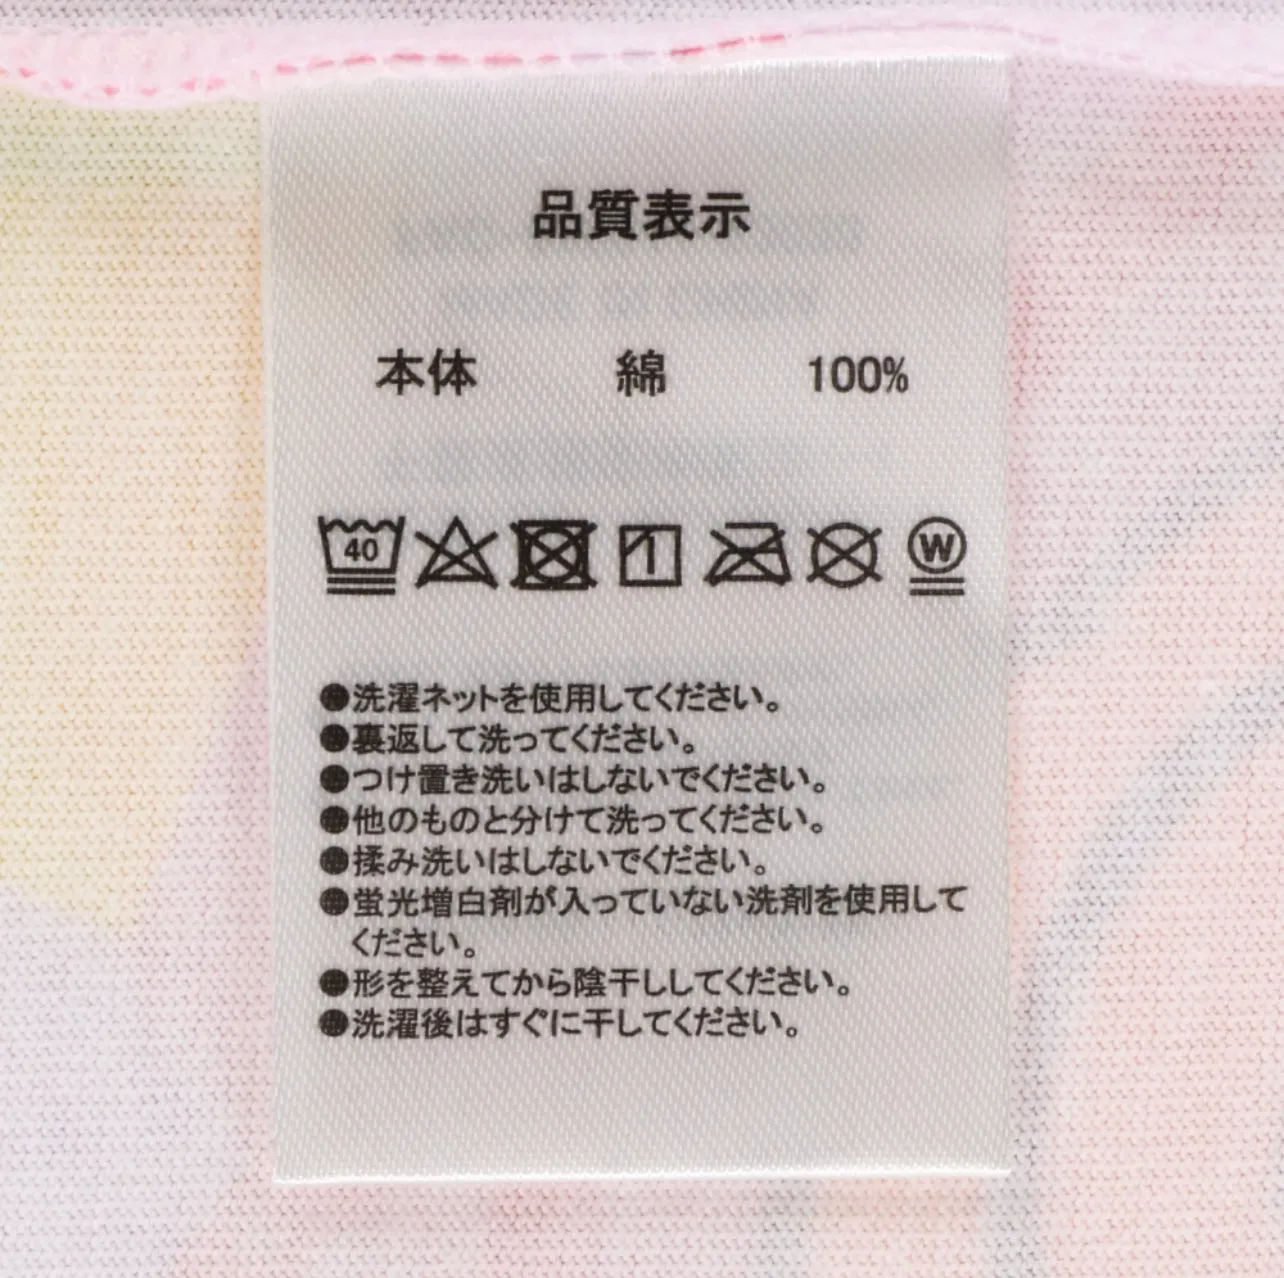 品質表示
本体 綿 100%
40 W
●洗濯ネットを使用してください。
●裏返して洗ってください。
●つけ置き洗いはしないでください。
●他のものと分けて洗ってください。
●揉み洗いはしないでください。
●蛍光増白剤が入っていない洗剤を使用して
ください。
●形を整えてから陰干ししてください。
●洗濯後はすぐに干してください。